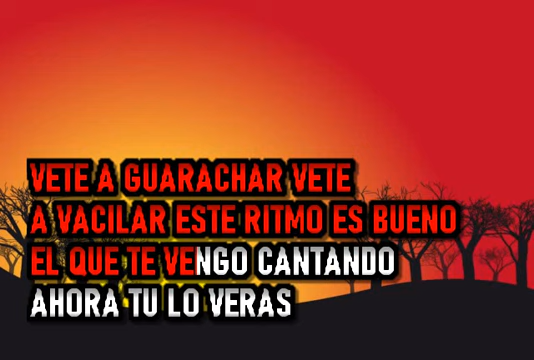 VETE A GUARACHAR VETE
A VACILAR ESTE RITMO ES BUENO
EL QUE TE VENGO CANTANDO
AHORA TU LO VERAS